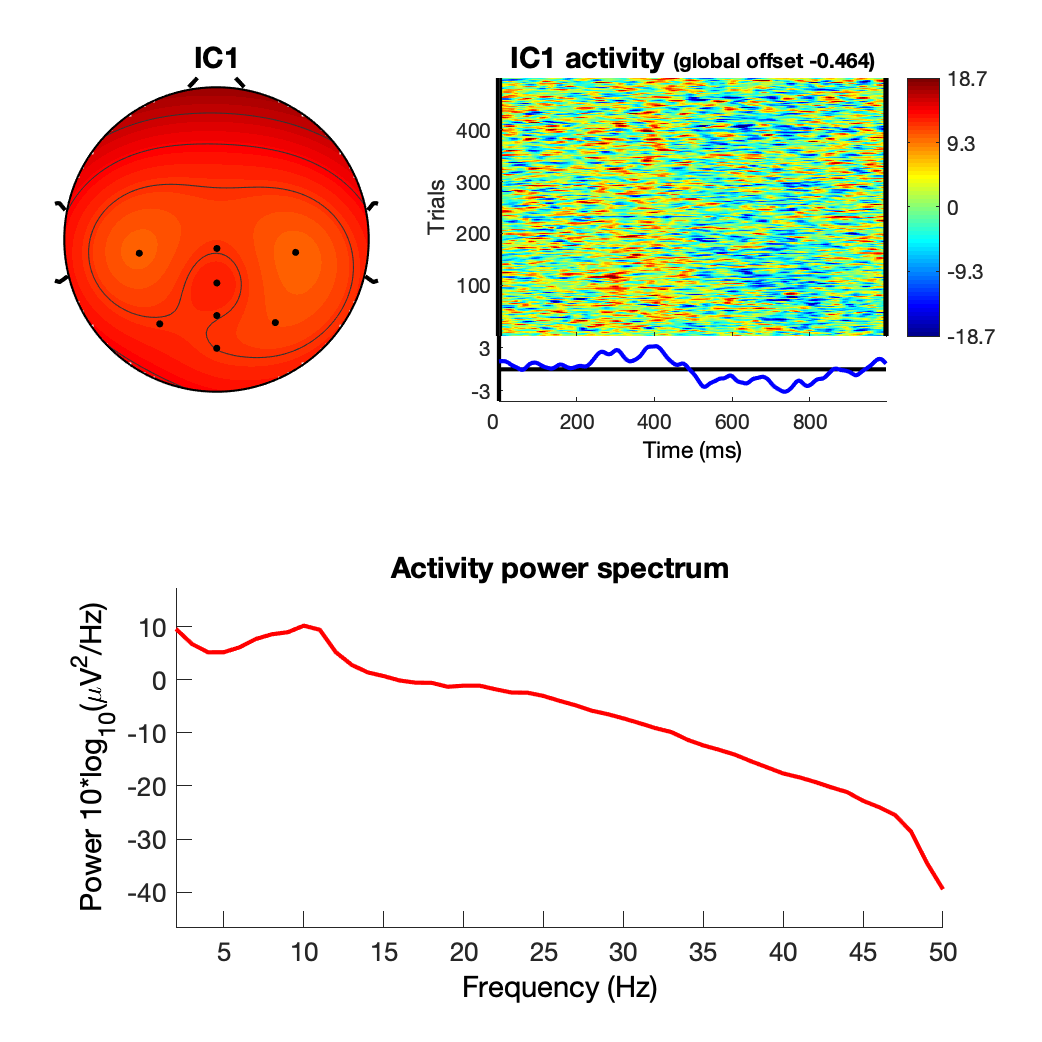 IC1
IC1 activity (global offset -0.464)
Trials
400
300
200
100
18.7
9.3
0
-9.3
-18.7
3
-3
0 200 400 600 800
Time (ms)
Activity power spectrum
Power 10*log10(μV2/Hz)
10
0
-10
-20
-30
-40
5 10 15 20 25 30 35 40 45 50
Frequency (Hz)